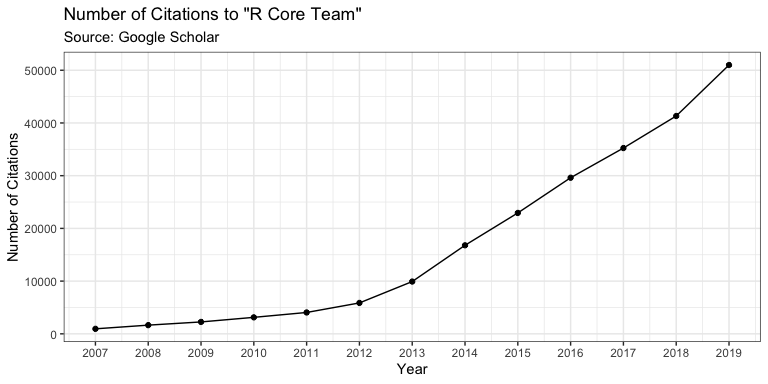 Number of Citations to "R Core Team"
Source: Google Scholar
Number of Citations
50000
40000
30000
20000
10000
0
2007 2008 2009 2010 2011 2012 2013 2014 2015 2016 2017 2018 2019
Year